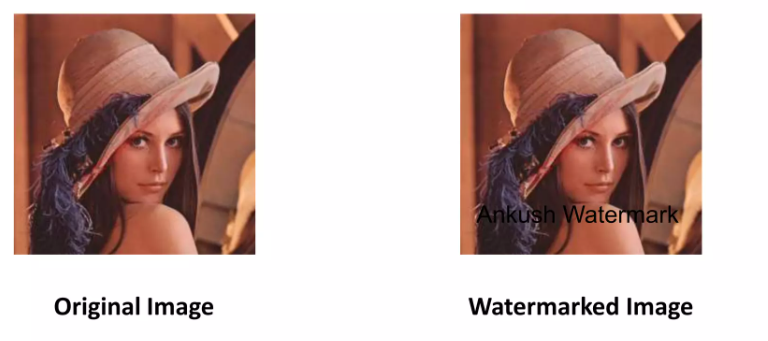 Ankush Watermark
Original Image
Watermarked Image